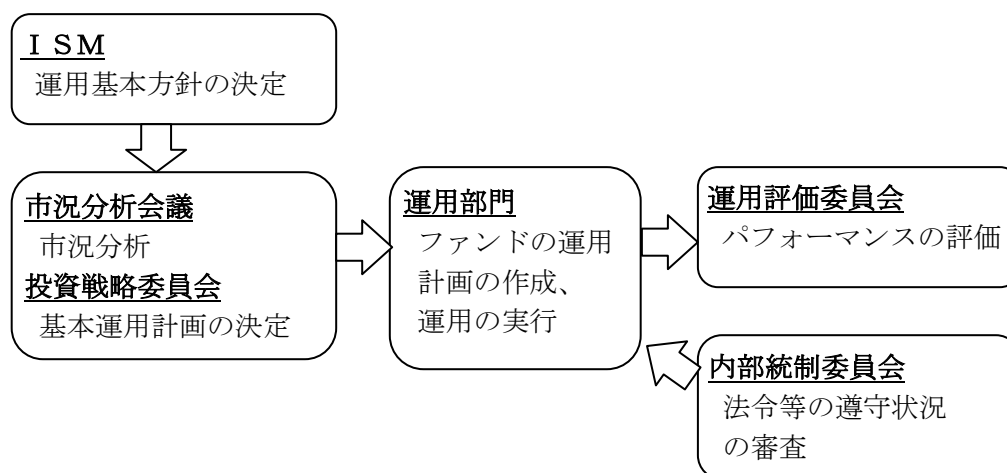 ＩＳＭ
運用基本方針の決定
市況分析会議
市況分析
投資戦略委員会
基本運用計画の決定
運用部門
ファンドの運用
計画の作成、
運用の実行
運用評価委員会
パフォーマンスの評価
内部統制委員会
法令等の遵守状況
の審査